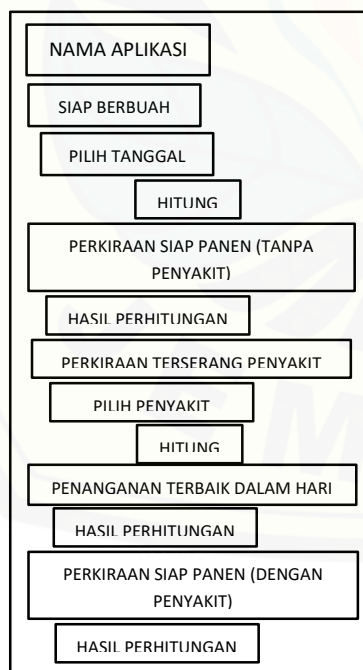 NAMA APLIKASI
SIAP BERBUAH
PILIH TANGGAL
HITUNG
PERKIRAAN SIAP PANEN (TANPA
PENYAKIT)
HASIL PERHITUNGAN
PERKIRAAN TERSERANG PENYAKIT
PILIH PENYAKIT
HITUNG
PENANGANAN TERBAIK DALAM HARI
HASIL PERHITUNGAN
PERKIRAAN SIAP PANEN (DENGAN
PENYAKIT)
HASIL PERHITUNGAN